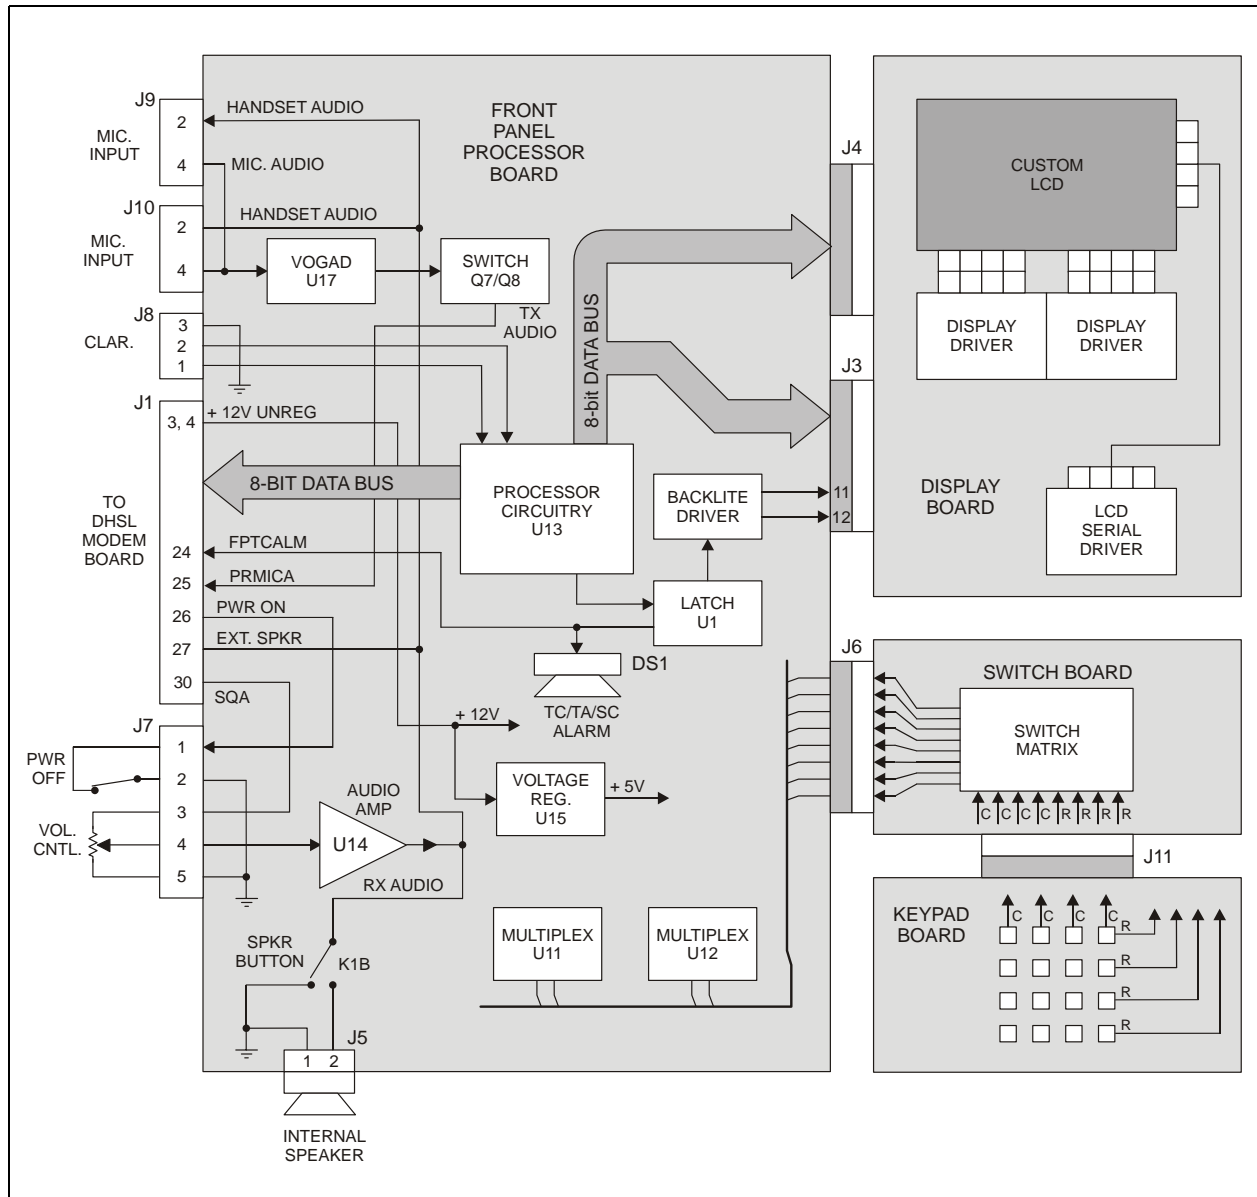 J9
MIC.
INPUT
2
4
HANDSET AUDIO
MIC. AUDIO
J10
MIC.
INPUT
2
4
HANDSET AUDIO
VOGAD
U17
SWITCH
Q7/Q8
TX
AUDIO
FRONT
PANEL
PROCESSOR
BOARD
J8
CLAR.
3
2
1
J1
3, 4
+ 12V UNREG
TO
DHSL
MODEM
BOARD
8-BIT DATA BUS
24
FPTCALM
25
PRMICA
26
PWR ON
27
EXT. SPKR
30
SQA
PROCESSOR
CIRCUITRY
U13
8-bit DATA BUS
BACKLITE
DRIVER
11
12
LATCH
U1
DS1
TC/TA/SC
ALARM
+ 12V
VOLTAGE
REG.
U15
+ 5V
J7
1
2
3
4
5
PWR
OFF
VOL.
CNTL.
AUDIO
AMP
U14
RX AUDIO
SPKR
BUTTON
K1B
J5
1 2
INTERNAL
SPEAKER
MULTIPLEX
U11
MULTIPLEX
U12
J4
J3
CUSTOM
LCD
DISPLAY
DRIVER
DISPLAY
DRIVER
DISPLAY
BOARD
LCD
SERIAL
DRIVER
J6
SWITCH BOARD
SWITCH
MATRIX
C C C C R R R R
J11
KEYPAD
BOARD
C C C C
R
R
R
R